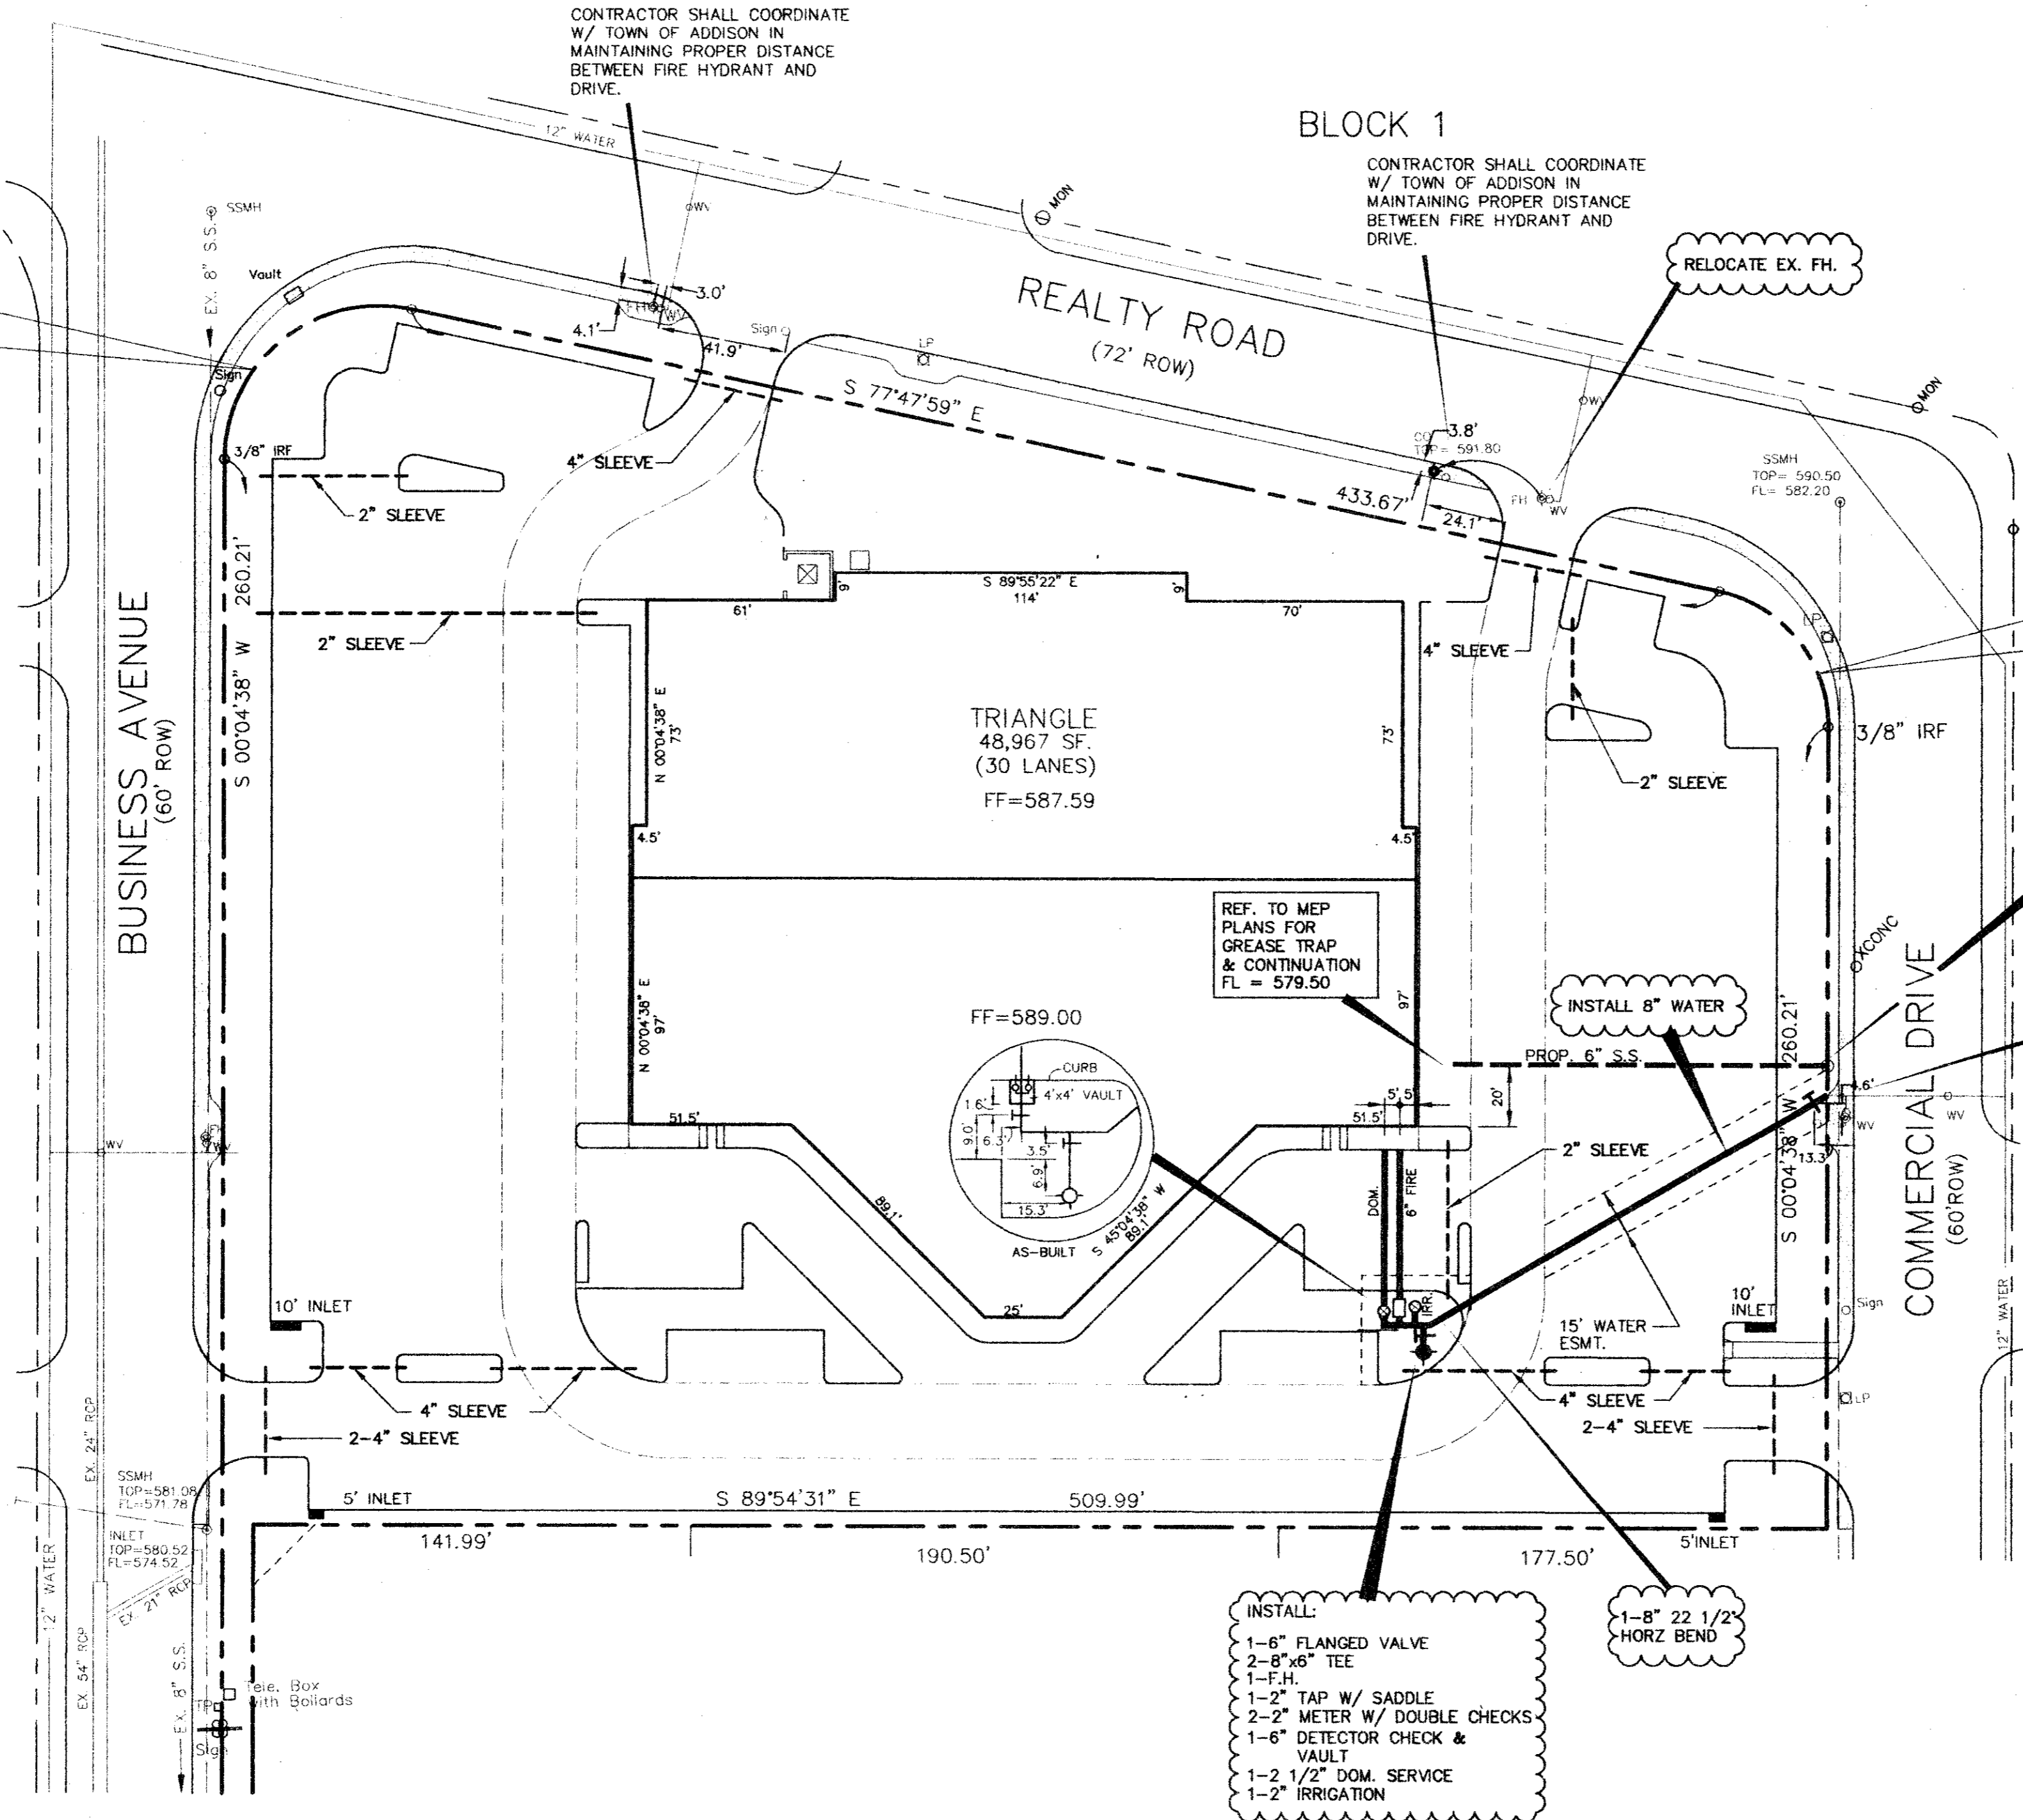 CONTRACTOR SHALL COORDINATE
W/ TOWN OF ADDISON IN
MAINTAINING PROPER DISTANCE
BETWEEN FIRE HYDRANT AND
DRIVE.
BLOCK 1
CONTRACTOR SHALL COORDINATE
W/ TOWN OF ADDISON IN
MAINTAINING PROPER DISTANCE
BETWEEN FIRE HYDRANT AND
DRIVE.
RELOCATE EX. FH.
12" WATER
WV
MON
MON
SSMH
EX. 8" S.S.
Vault
Sign
3/8" IRF
FH
WV
3.0'
4.1'
41.9'
Sign
LP
REALTY ROAD
(72' ROW)
S 77°47'59" E
433.67'
4" SLEEVE
2" SLEEVE
CO
TOP= 591.80
3.8'
24.1'
FH
WV
WV
SSMH
TOP= 590.50
FL= 582.20
LP
3/8" IRF
4" SLEEVE
2" SLEEVE
BUSINESS AVENUE
(60' ROW)
S 00°04'38" W 260.21'
2" SLEEVE
61'
9'
S 89°55'22" E
114'
9'
70'
N 00°04'38" E
73'
73'
TRIANGLE
48,967 SF.
(30 LANES)
FF=587.59
4.5'
4.5'
REF. TO MEP
PLANS FOR
GREASE TRAP
& CONTINUATION
FL = 579.50
N 00°04'38" E
97'
97'
FF=589.00
CURB
4'x4' VAULT
1.6'
9.0'
6.3'
3.5'
6.9'
15.3'
AS-BUILT
INSTALL 8" WATER
PROP. 6" S.S.
20'
XCONC
COMMERCIAL DRIVE
(60'ROW)
S 00°04'38" W 260.21'
4.6'
WV
WV
13.3'
51.5'
51.5'
5'
5'
89.1'
S 45°04'38" W
89.1'
25'
DOM.
6" FIRE
IRR.
2" SLEEVE
15' WATER
ESMT.
WV
WV
10' INLET
10'
INLET
Sign
12" WATER
LP
4" SLEEVE
2-4" SLEEVE
4" SLEEVE
2-4" SLEEVE
EX. 24" RCP
SSMH
TOP=581.08
FL=571.78
INLET
TOP=580.52
FL=574.52
5' INLET
S 89°54'31" E
509.99'
5'INLET
141.99'
190.50'
177.50'
12" WATER
EX. 21" RCP
EX 54" RCP
EX. 8" S.S.
Tele. Box
with Bollards
TP
Sign
INSTALL:
1-6" FLANGED VALVE
2-8"x6" TEE
1-F.H.
1-2" TAP W/ SADDLE
2-2" METER W/ DOUBLE CHECKS
1-6" DETECTOR CHECK &
VAULT
1-2 1/2" DOM. SERVICE
1-2" IRRIGATION
1-8" 22 1/2°
HORZ BEND